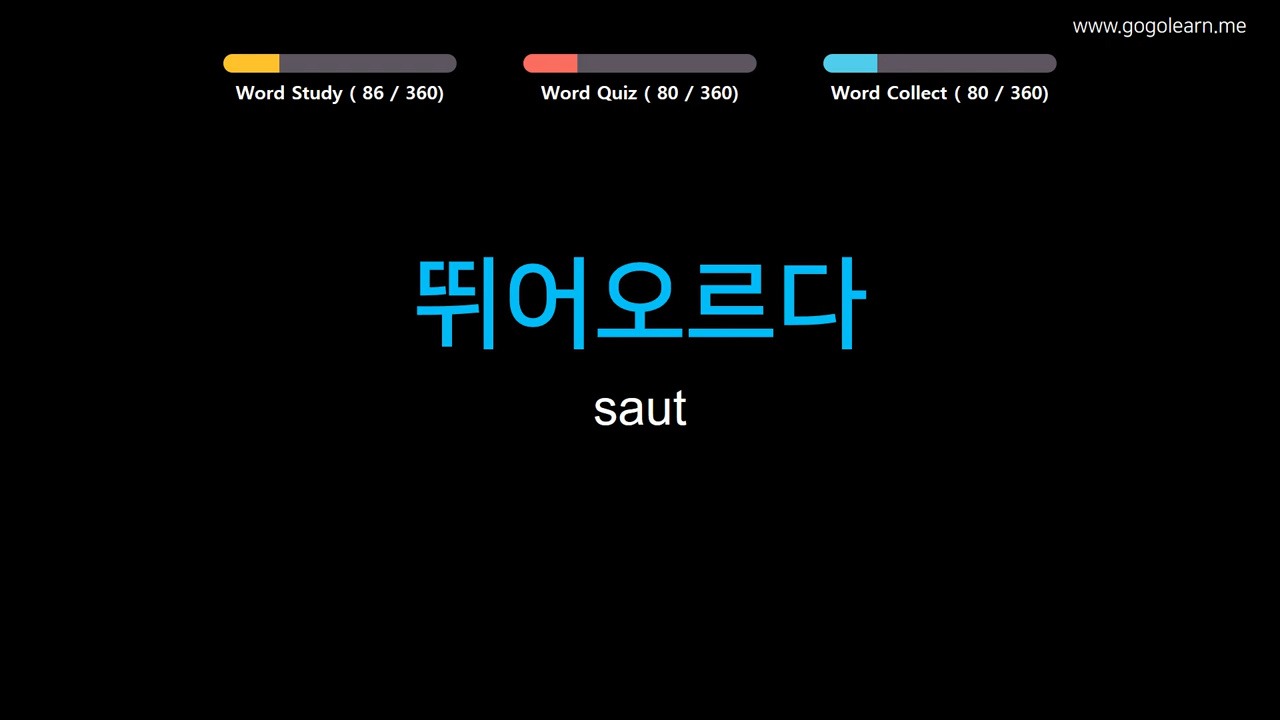 www.gogolearn.me
Word Study ( 86 / 360)
Word Quiz ( 80 / 360)
Word Collect ( 80 / 360)
뛰어오르다
saut